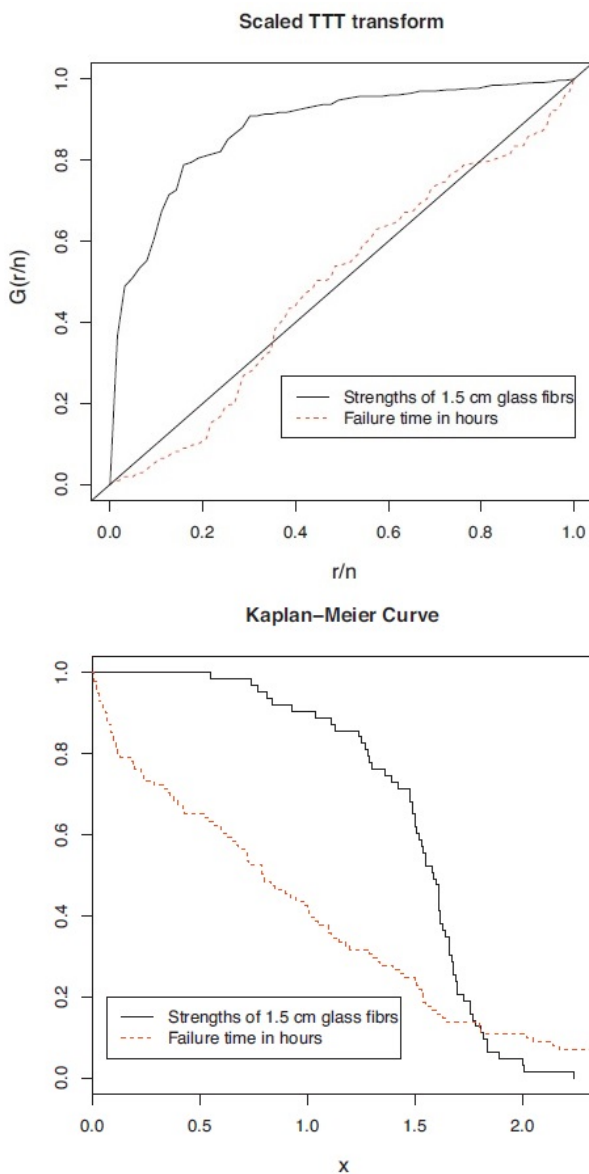 Scaled TTT transform
1.0
0.8
0.6
0.4
0.2
0.0
G(r/n)
Strengths of 1.5 cm glass fibrs
Failure time in hours
0.0 0.2 0.4 0.6 0.8 1.0
r/n
Kaplan–Meier Curve
1.0
0.8
0.6
0.4
0.2
0.0
Strengths of 1.5 cm glass fibrs
Failure time in hours
0.0 0.5 1.0 1.5 2.0
x